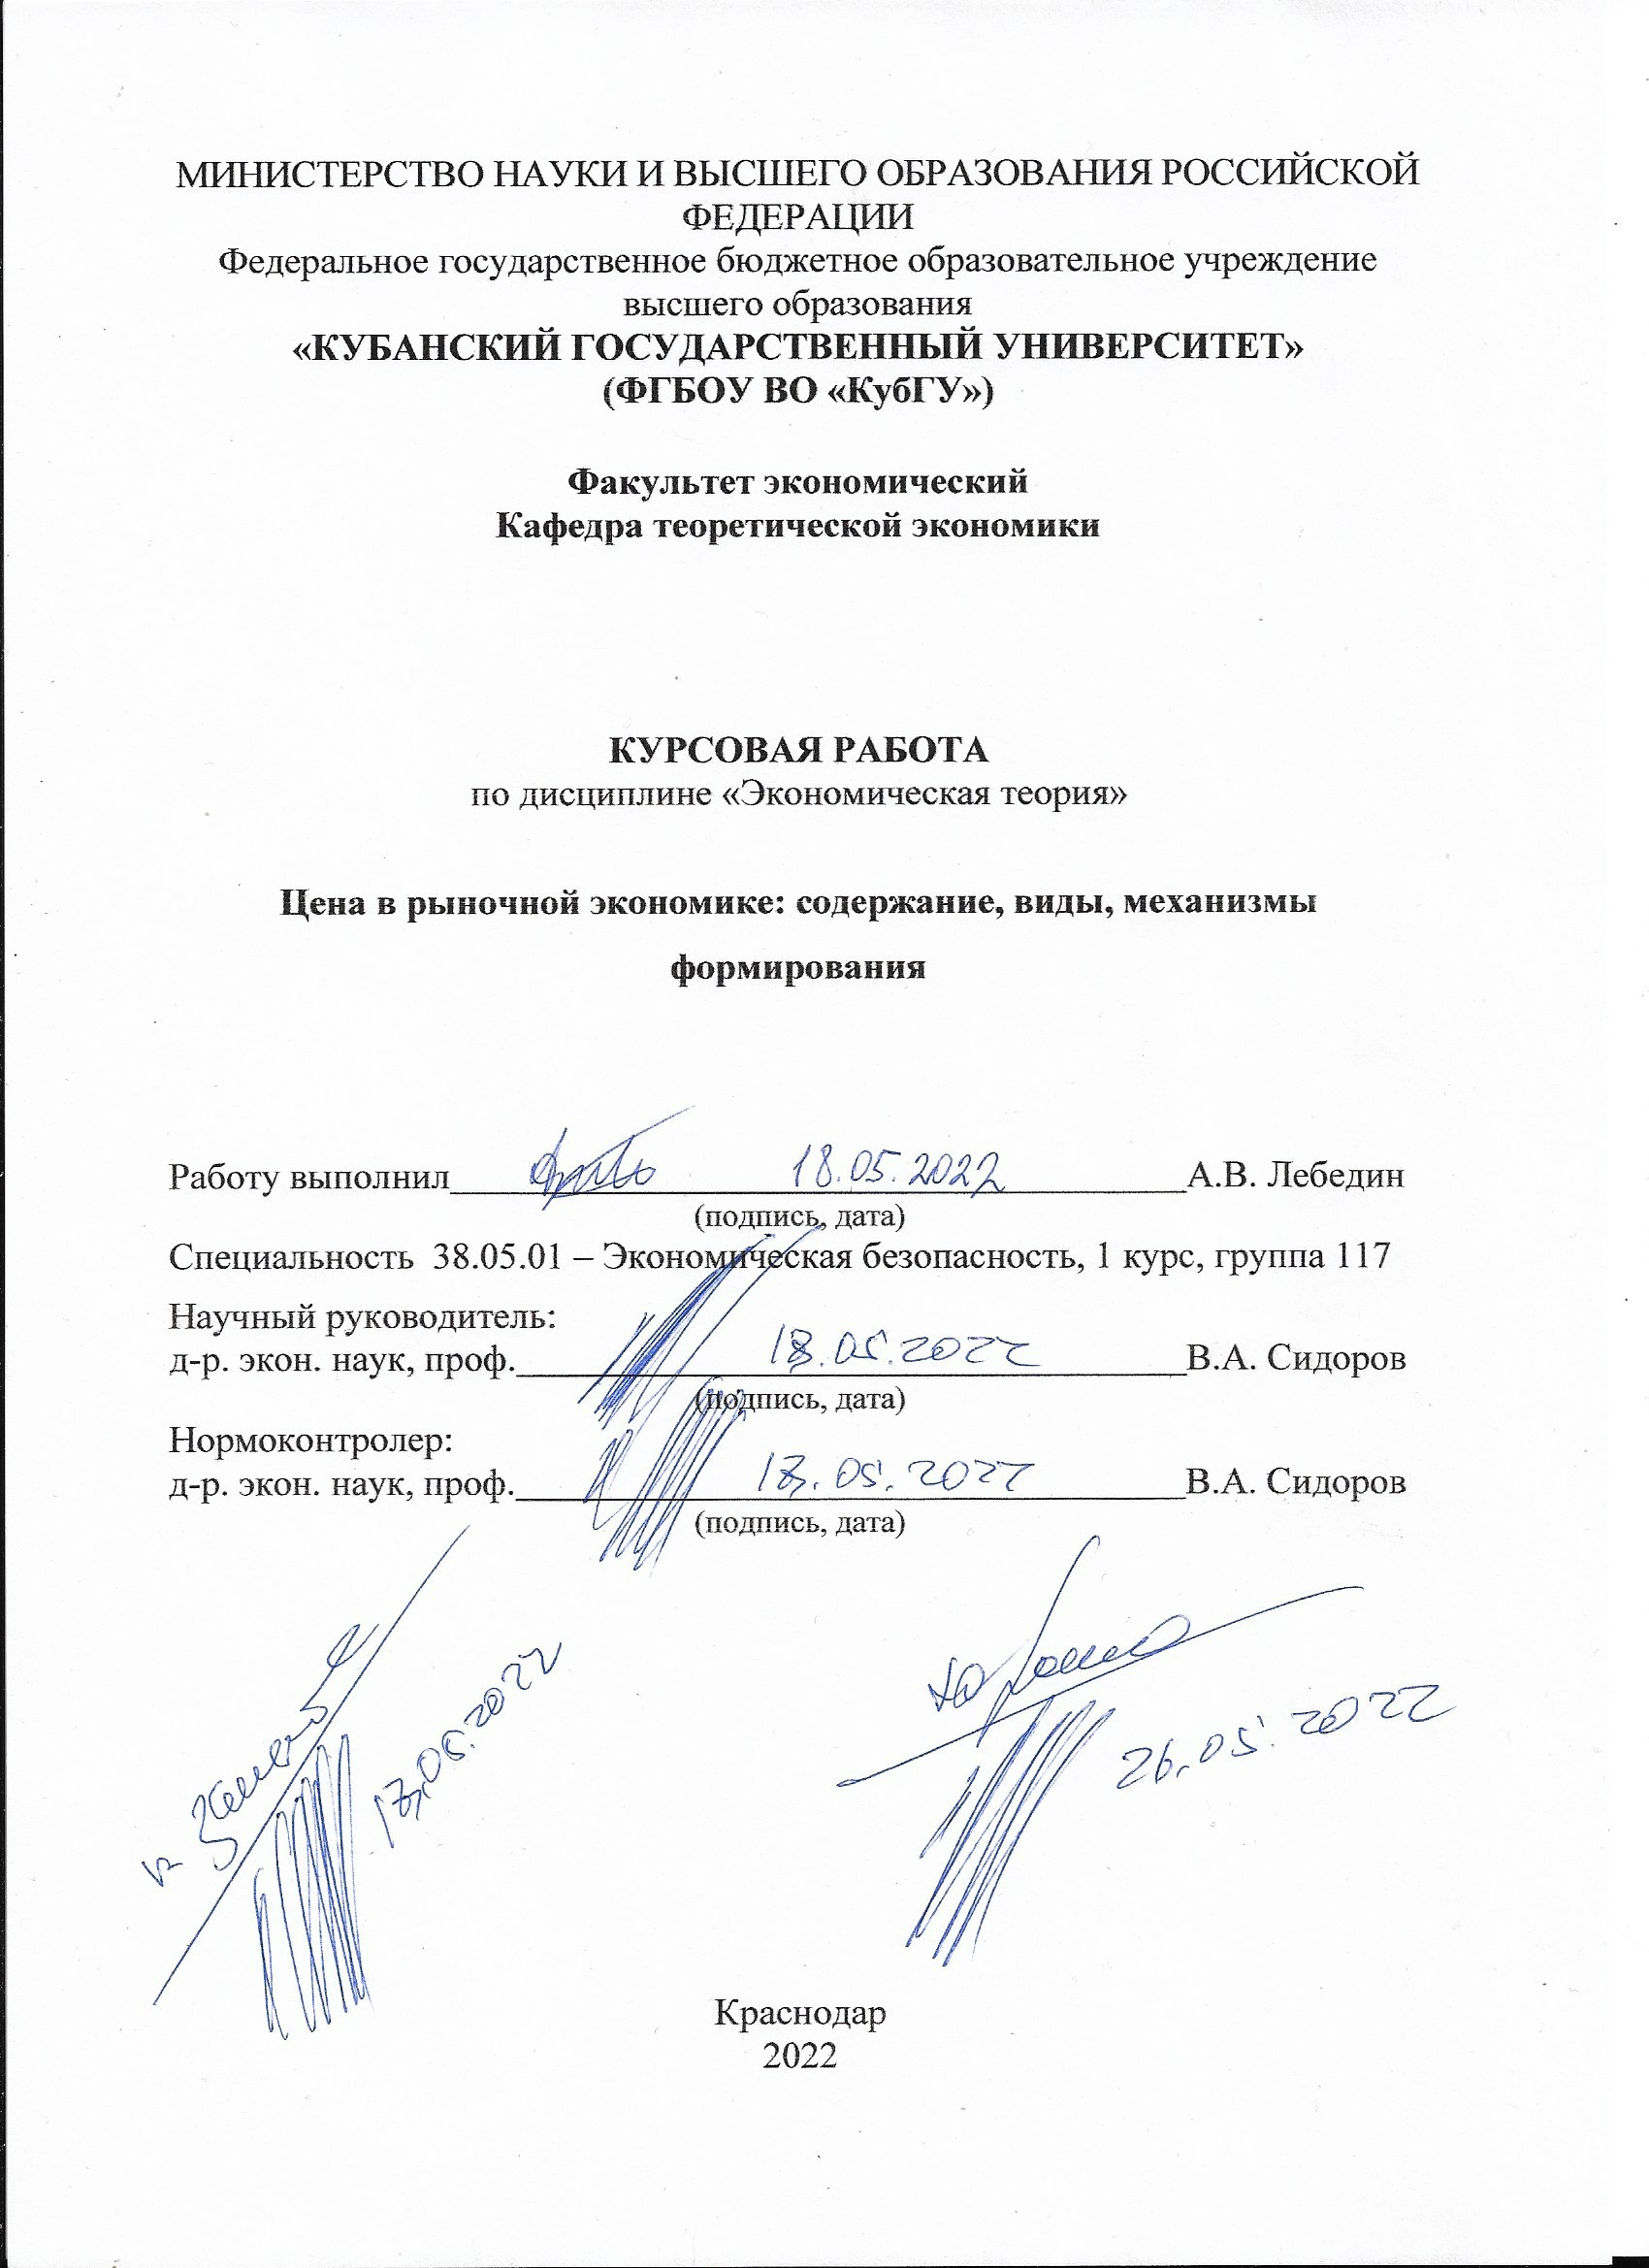 МИНИСТЕРСТВО НАУКИ И ВЫСШЕГО ОБРАЗОВАНИЯ РОССИЙСКОЙ
ФЕДЕРАЦИИ
Федеральное государственное бюджетное образовательное учреждение
высшего образования
«КУБАНСКИЙ ГОСУДАРСТВЕННЫЙ УНИВЕРСИТЕТ»
(ФГБОУ ВО «КубГУ»)
Факультет экономический
Кафедра теоретической экономики
КУРСОВАЯ РАБОТА
по дисциплине «Экономическая теория»
Цена в рыночной экономике: содержание, виды, механизмы
формирования
Работу выполнил 18.05.2022 А.В. Лебедин
(подпись, дата)
Специальность 38.05.01 – Экономическая безопасность, 1 курс, группа 117
Научный руководитель:
д-р. экон. наук, проф. 18.05.2022 В.А. Сидоров
(подпись, дата)
Нормоконтролер:
д-р. экон. наук, проф. 18.05.2022 В.А. Сидоров
(подпись, дата)
18.05.2022
26.05.2022
Краснодар
2022